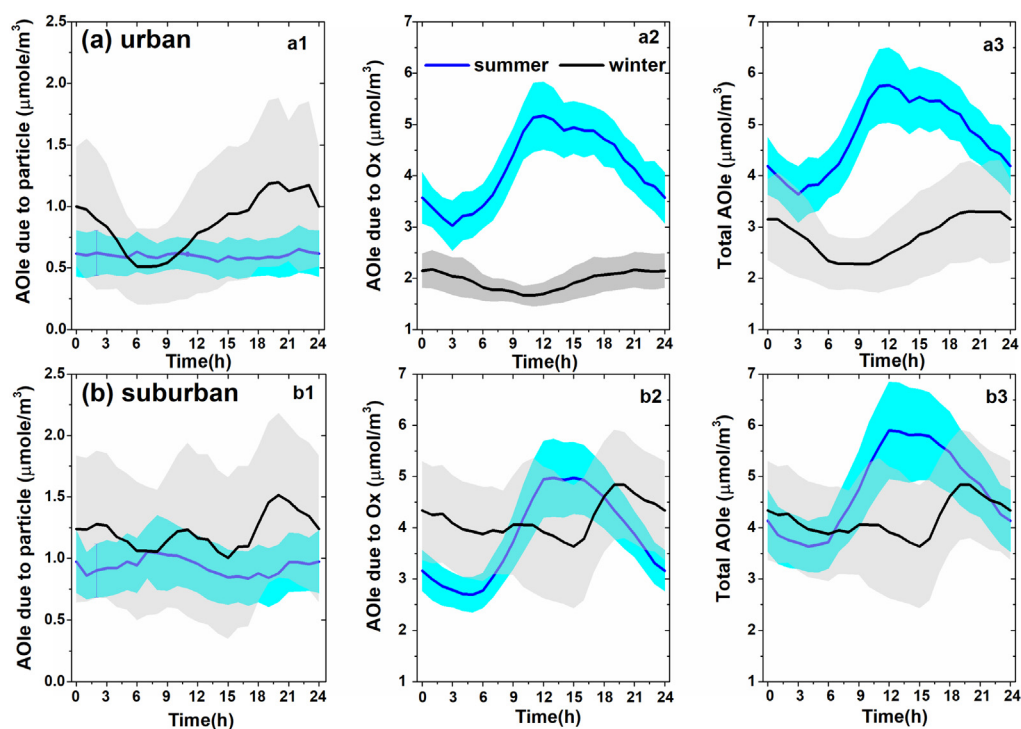 (a) urban
a1
AOIe due to particle (μmole/m³)
2.5
2.0
1.5
1.0
0.5
0.0
0 3 6 9 12 15 18 21 24
Time(h)
a2
summer winter
AOIe due to Ox (μmol/m³)
7
6
5
4
3
2
1
0 3 6 9 12 15 18 21 24
Time(h)
a3
Total AOIe (μmol/m³)
7
6
5
4
3
2
1
0 3 6 9 12 15 18 21 24
Time(h)
(b) suburban
b1
AOIe due to particle (μmol/m³)
2.5
2.0
1.5
1.0
0.5
0.0
0 3 6 9 12 15 18 21 24
Time(h)
b2
AOIe due to Ox (μmol/m³)
7
6
5
4
3
2
1
0 3 6 9 12 15 18 21 24
Time(h)
b3
Total AOIe (μmol/m³)
7
6
5
4
3
2
1
0 3 6 9 12 15 18 21 24
Time(h)